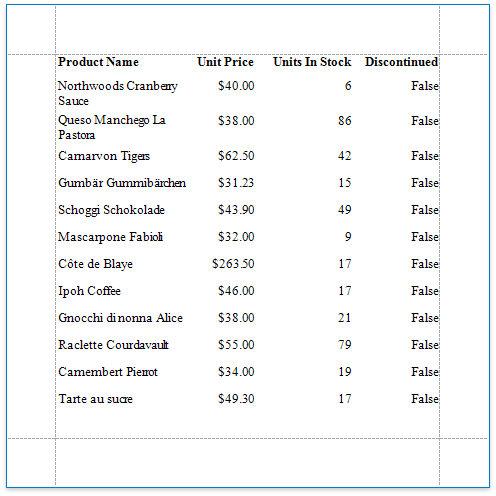 Product Name Unit Price Units In Stock Discontinued
Northwoods Cranberry $40.00 6 False
Sauce
Queso Manchego La $38.00 86 False
Pastora
Carnarvon Tigers $62.50 42 False
Gumbär Gummibärchen $31.23 15 False
Schoggi Schokolade $43.90 49 False
Mascarpone Fabioli $32.00 9 False
Côte de Blaye $263.50 17 False
Ipoh Coffee $46.00 17 False
Gnocchi di nonna Alice $38.00 21 False
Raclette Courdavault $55.00 79 False
Camembert Pierrot $34.00 19 False
Tarte au sucre $49.30 17 False